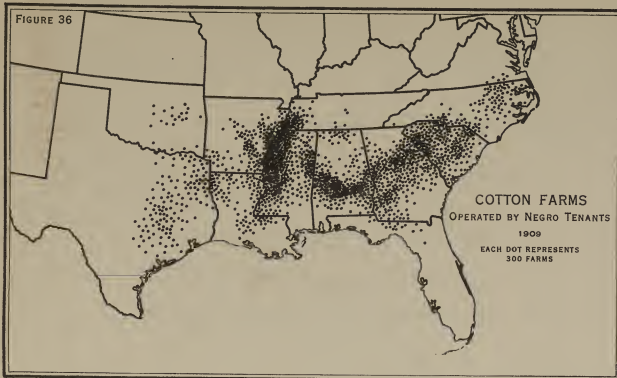 FIGURE 36
COTTON FARMS
OPERATED BY NEGRO TENANTS
1909
EACH DOT REPRESENTS
300 FARMS